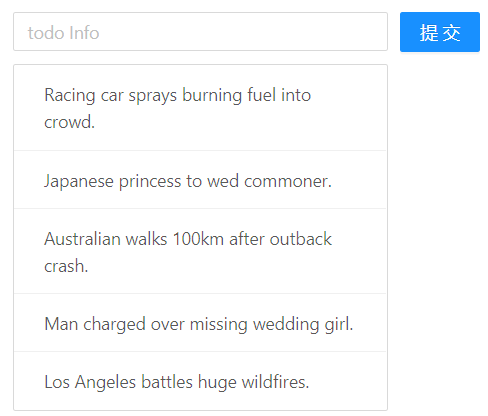 todo Info
提交
Racing car sprays burning fuel into
crowd.
Japanese princess to wed commoner.
Australian walks 100km after outback
crash.
Man charged over missing wedding girl.
Los Angeles battles huge wildfires.